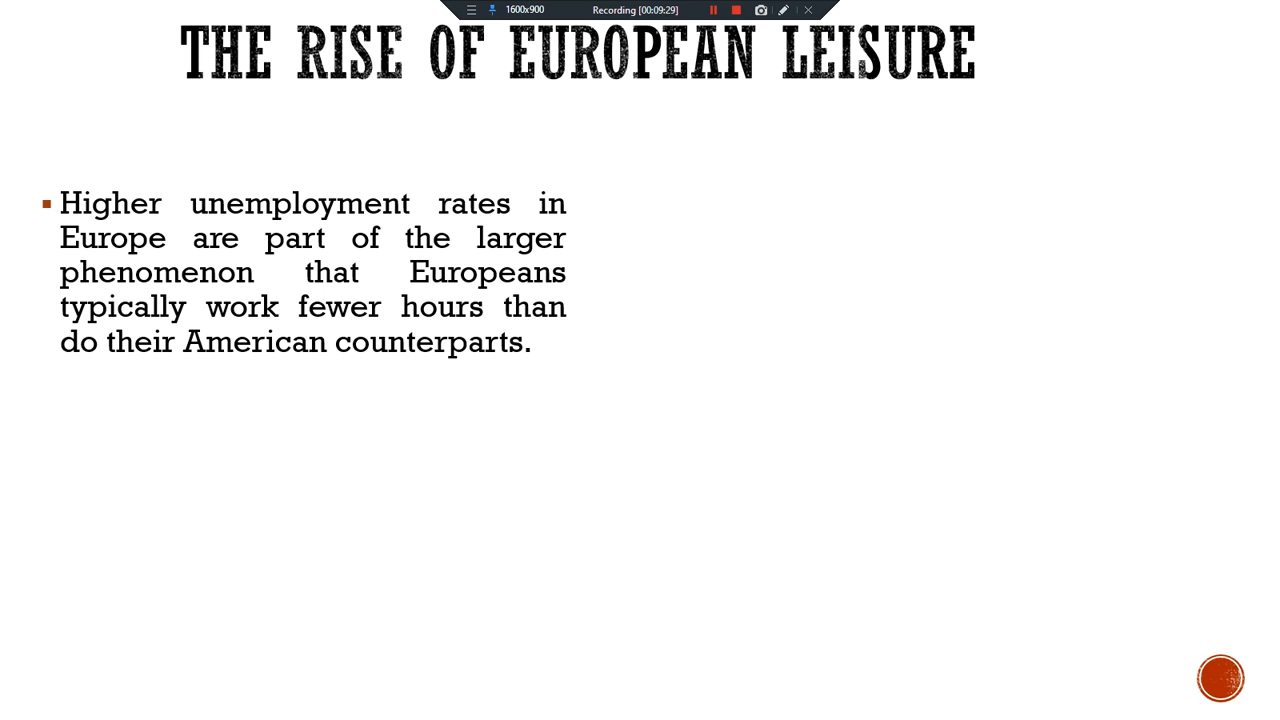 1600x900
Recording [00:09:29]
THE RISE OF EUROPEAN LEISURE
Higher unemployment rates in
Europe are part of the larger
phenomenon that Europeans
typically work fewer hours than
do their American counterparts.